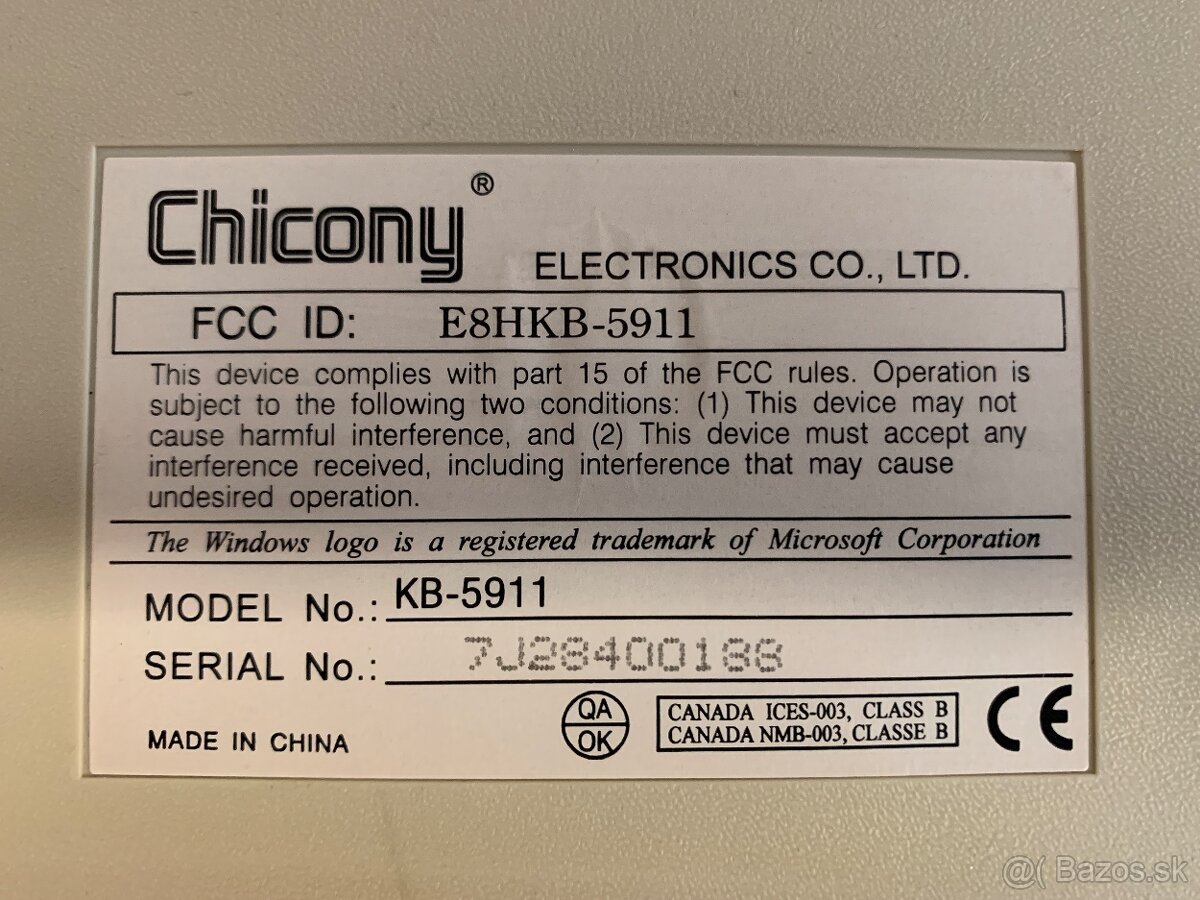 Chicony ®
ELECTRONICS CO., LTD.
FCC ID: E8HKB-5911
This device complies with part 15 of the FCC rules. Operation is
subject to the following two conditions: (1) This device may not
cause harmful interference, and (2) This device must accept any
interference received, including interference that may cause
undesired operation.
The Windows logo is a registered trademark of Microsoft Corporation
MODEL No.: KB-5911
SERIAL No.: 7J28400188
MADE IN CHINA
QA
OK
CANADA ICES-003, CLASS B
CANADA NMB-003, CLASSE B
CE
@( Bazos.sk